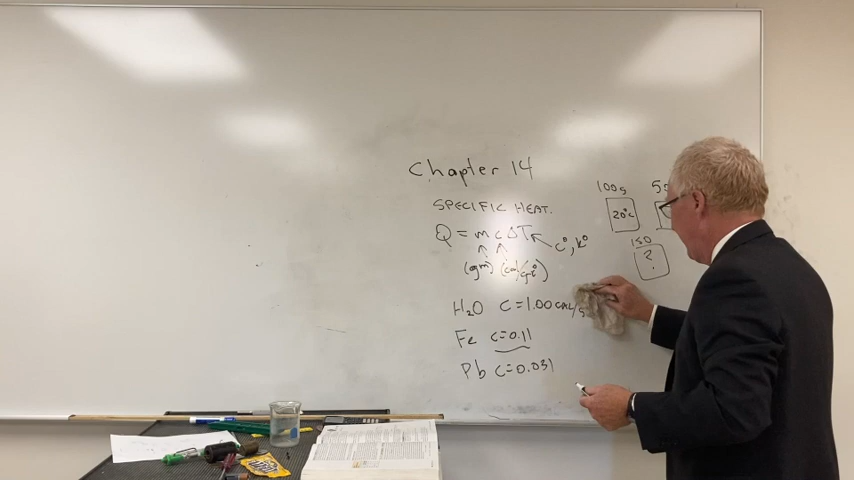 Chapter 14
SPECIFIC HEAT.
Q = m c ΔT
c°, k°
(gm) (cal/
H₂O C = 1.00 CAL/
Fe C=0.11
Pb C=0.031
100g
20°c
150
?